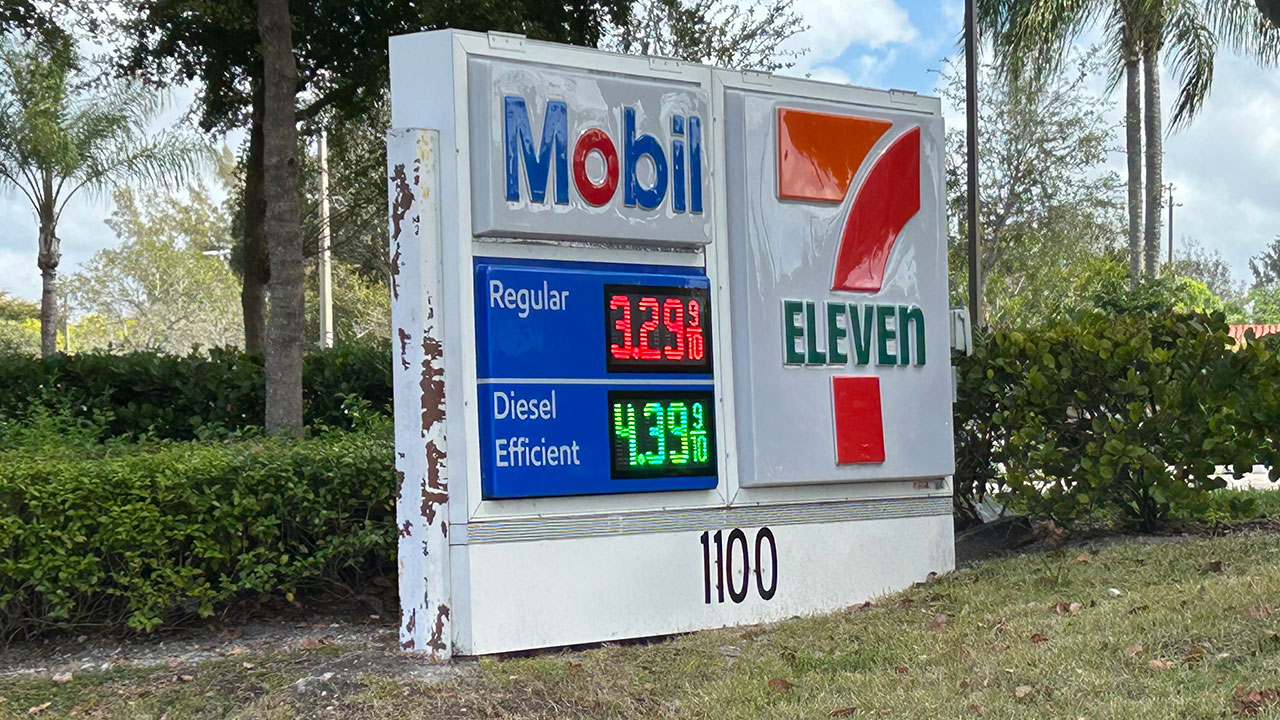 Mobil
Regular 3.29 9/10
Diesel
Efficient 4.39 9/10
7
ELEVEn
1100